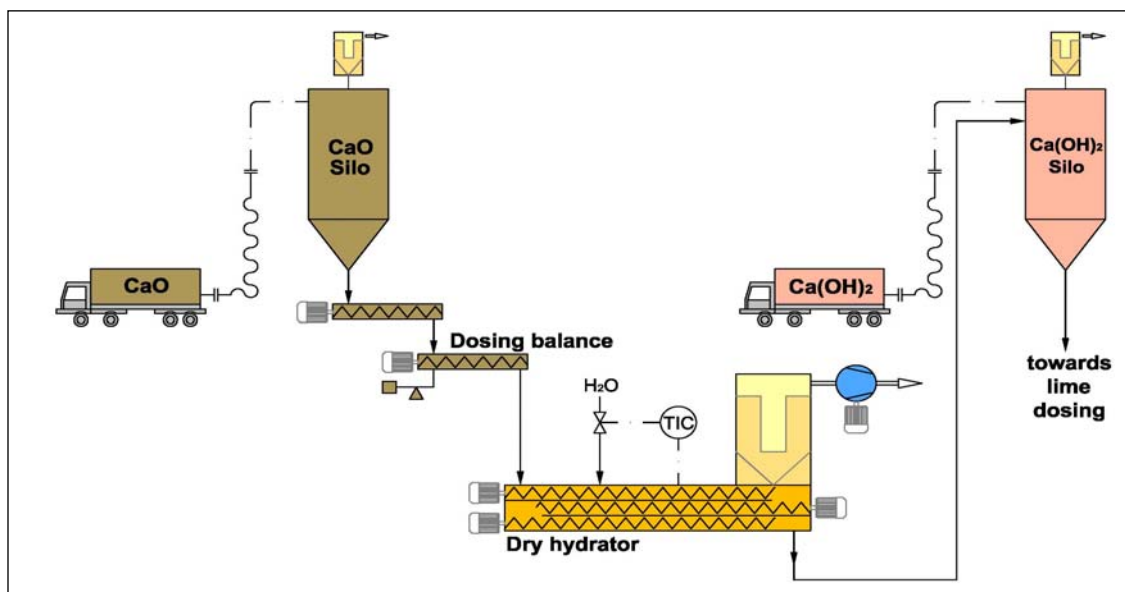 CaO
Silo
Ca(OH)₂
Silo
CaO
Ca(OH)₂
Dosing balance
towards
lime
dosing
H₂O
TIC
Dry hydrator